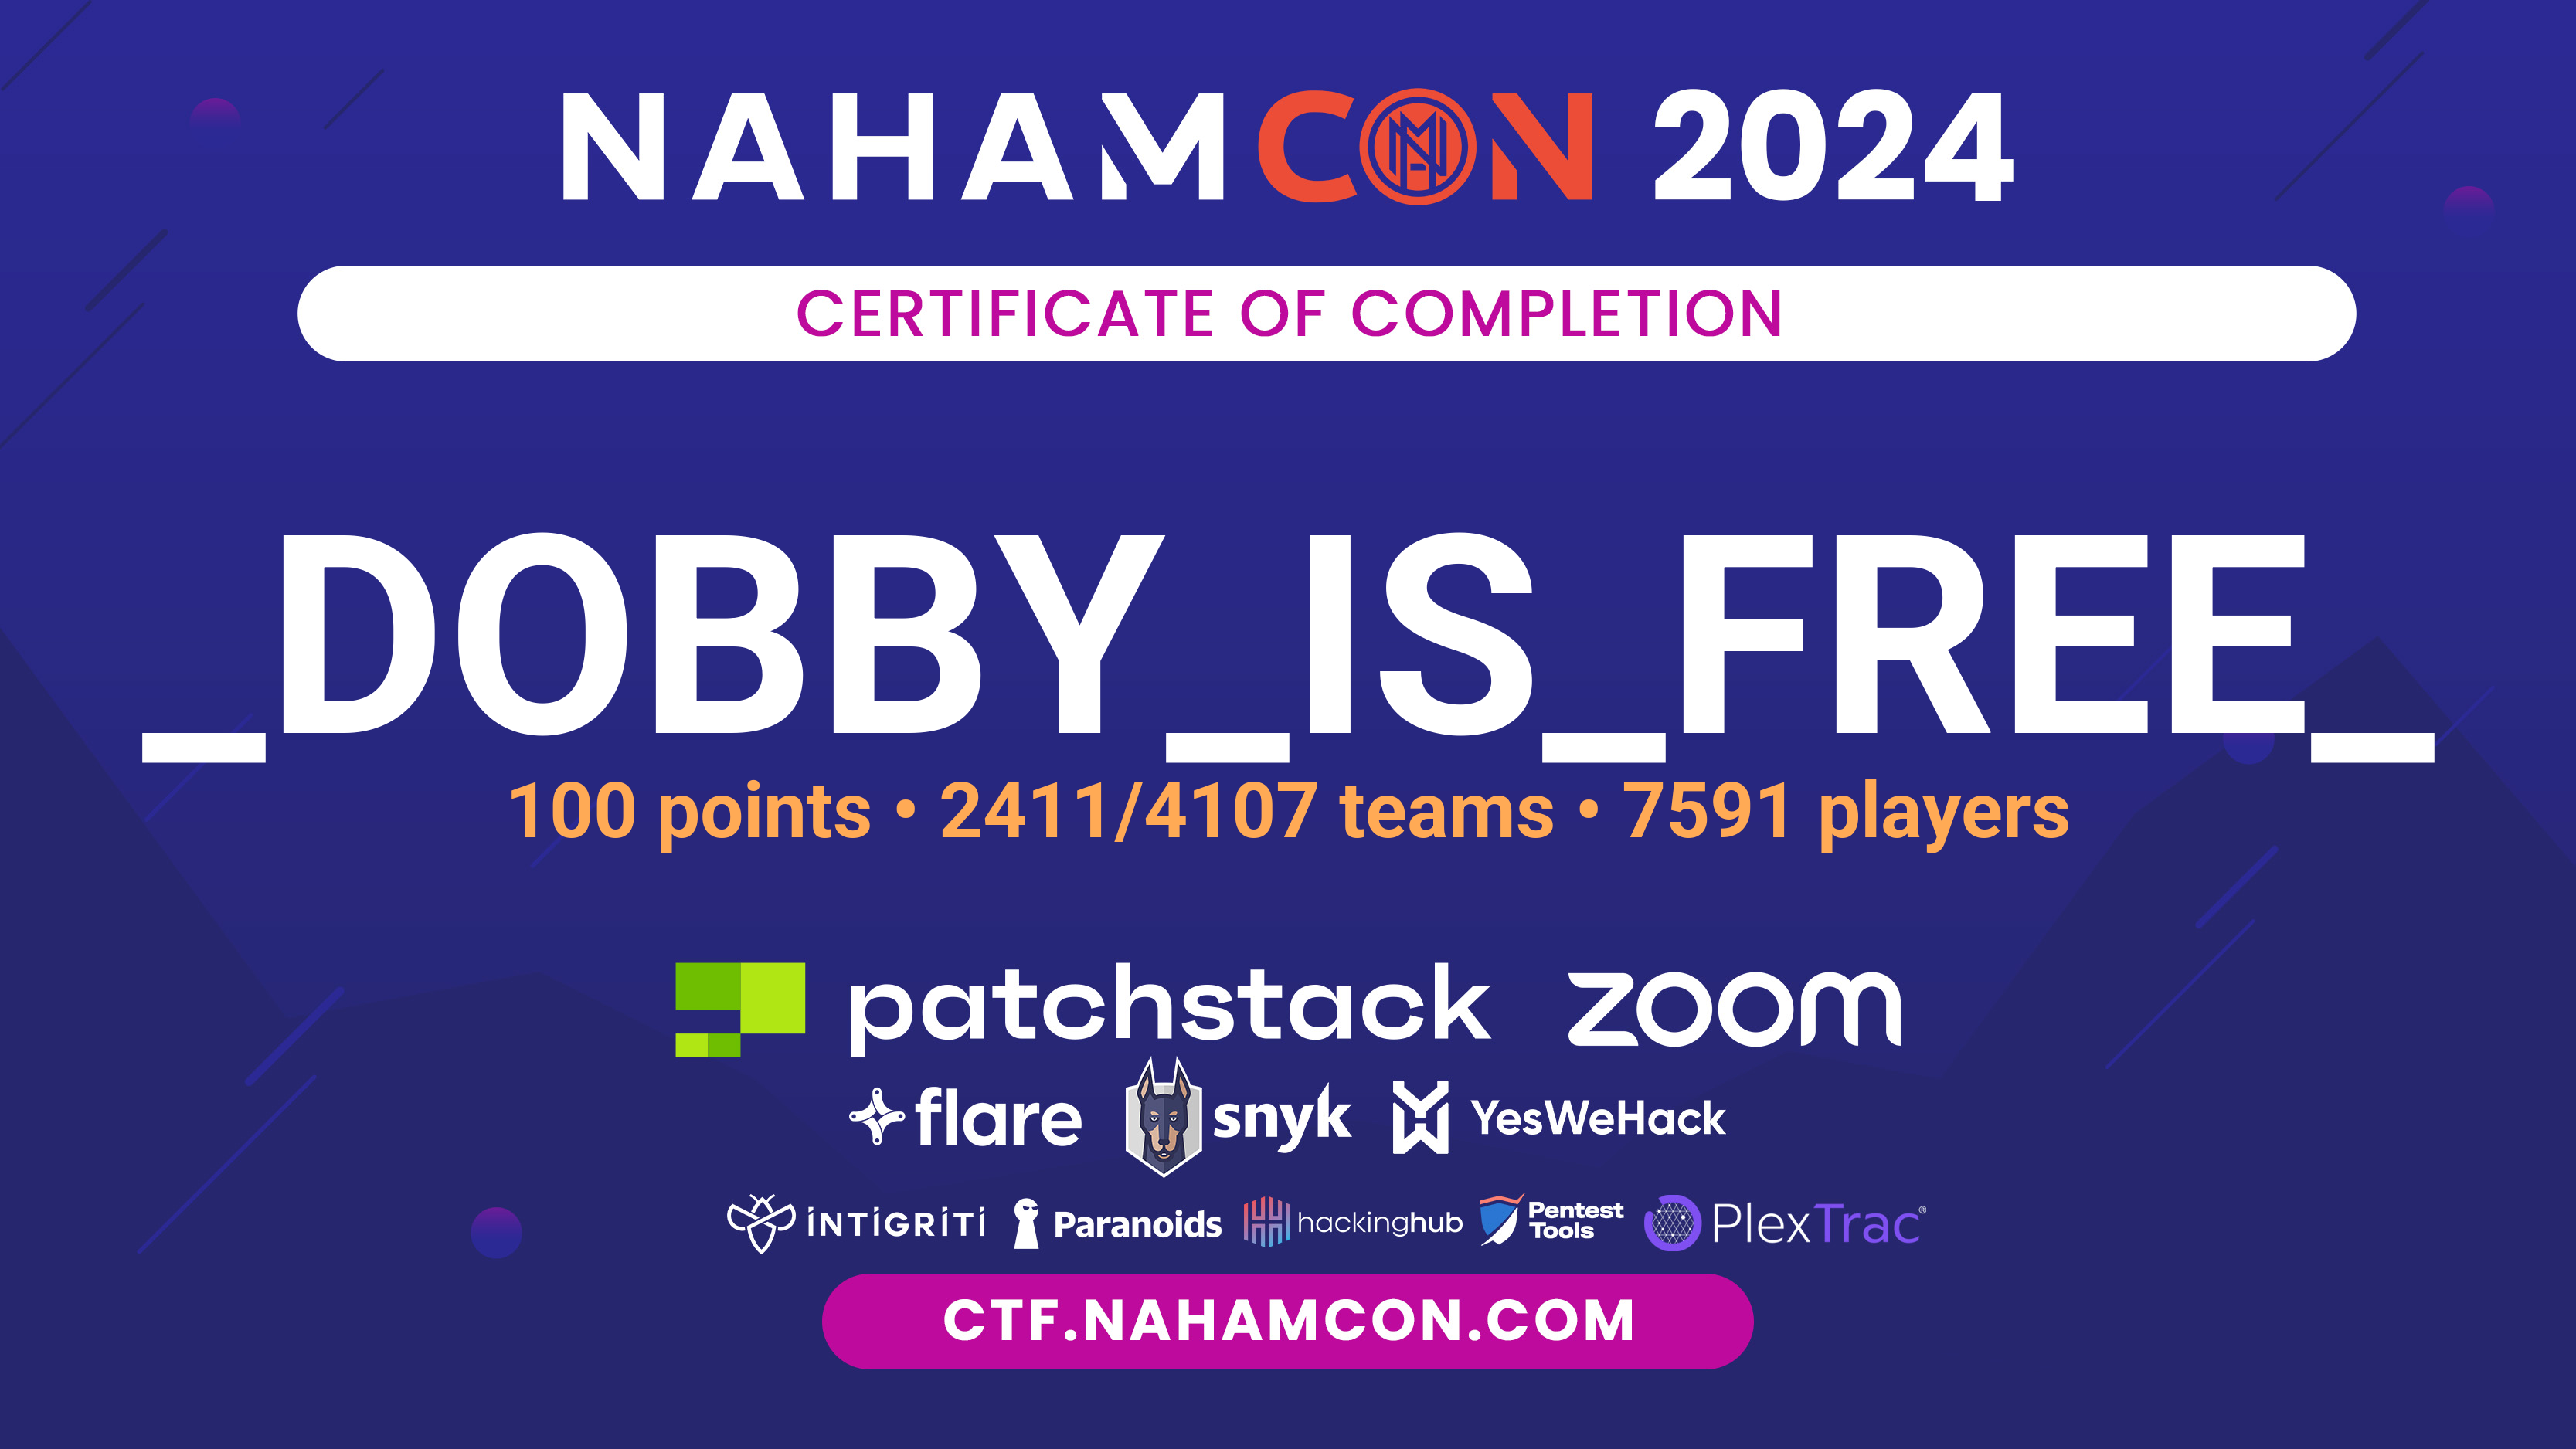 NAHAMCON 2024
CERTIFICATE OF COMPLETION
_DOBBY_IS_FREE_
100 points • 2411/4107 teams • 7591 players
patchstack zoom
flare snyk YesWeHack
INTIGRITI Paranoids hackinghub Pentest Tools PlexTrac®
CTF.NAHAMCON.COM